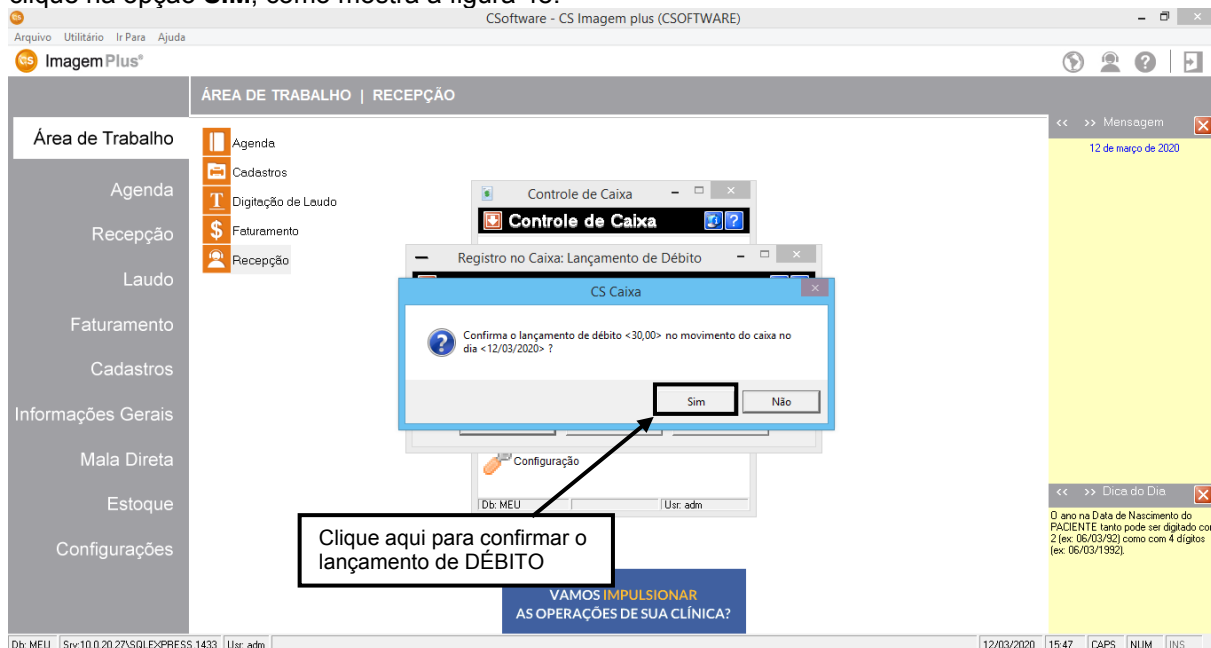 clique na opção SIM, como mostra a figura 48.
CSoftware - CS Imagem plus (CSOFTWARE)
Arquivo Utilitário Ir Para Ajuda
CS ImagemPlus®
ÁREA DE TRABALHO | RECEPÇÃO
<< >> Mensagem
12 de março de 2020
Área de Trabalho
Agenda
Recepção
Laudo
Faturamento
Cadastros
Informações Gerais
Mala Direta
Estoque
Configurações
Agenda
Cadastros
Digitação de Laudo
Faturamento
Recepção
Controle de Caixa
Controle de Caixa
Registro no Caixa: Lançamento de Débito
CS Caixa
Confirma o lançamento de débito <30,00> no movimento do caixa no
dia <12/03/2020> ?
Sim Não
Configuração
Db: MEU Usr: adm
Clique aqui para confirmar o
lançamento de DÉBITO
VAMOS IMPULSIONAR
AS OPERAÇÕES DE SUA CLÍNICA?
<< >> Dica do Dia
O ano na Data de Nascimento do
PACIENTE tanto pode ser digitado com
2 (ex: 06/03/92) como com 4 dígitos
(ex: 06/03/1992).
Db: MEU Srv:10.0.20.27\SQLEXPRESS,1433 Usr: adm 12/03/2020 15:47 CAPS NUM INS